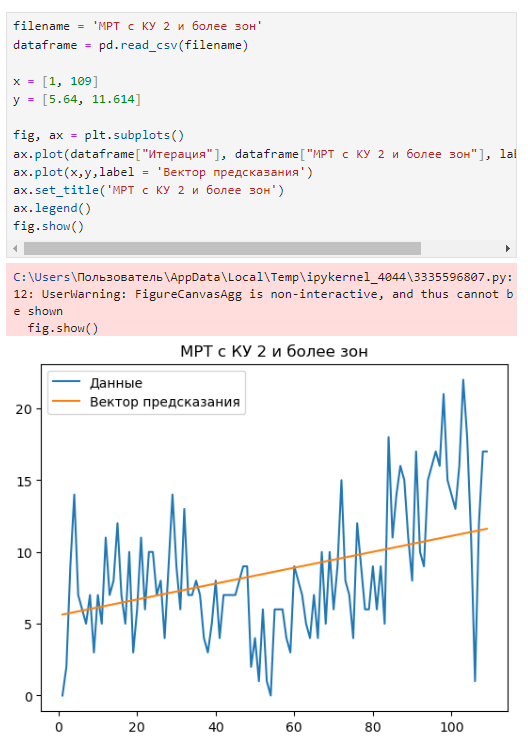 filename = 'МРТ с КУ 2 и более зон'
dataframe = pd.read_csv(filename)
x = [1, 109]
y = [5.64, 11.614]
fig, ax = plt.subplots()
ax.plot(dataframe["Итерация"], dataframe["МРТ с КУ 2 и более зон"], lab
ax.plot(x,y,label = 'Вектор предсказания')
ax.set_title('МРТ с КУ 2 и более зон')
ax.legend()
fig.show()
C:\Users\Пользователь\AppData\Local\Temp\ipykernel_4044\3335596807.py:
12: UserWarning: FigureCanvasAgg is non-interactive, and thus cannot b
e shown
fig.show()
МРТ с КУ 2 и более зон
Данные
Вектор предсказания
20
15
10
5
0
0 20 40 60 80 100